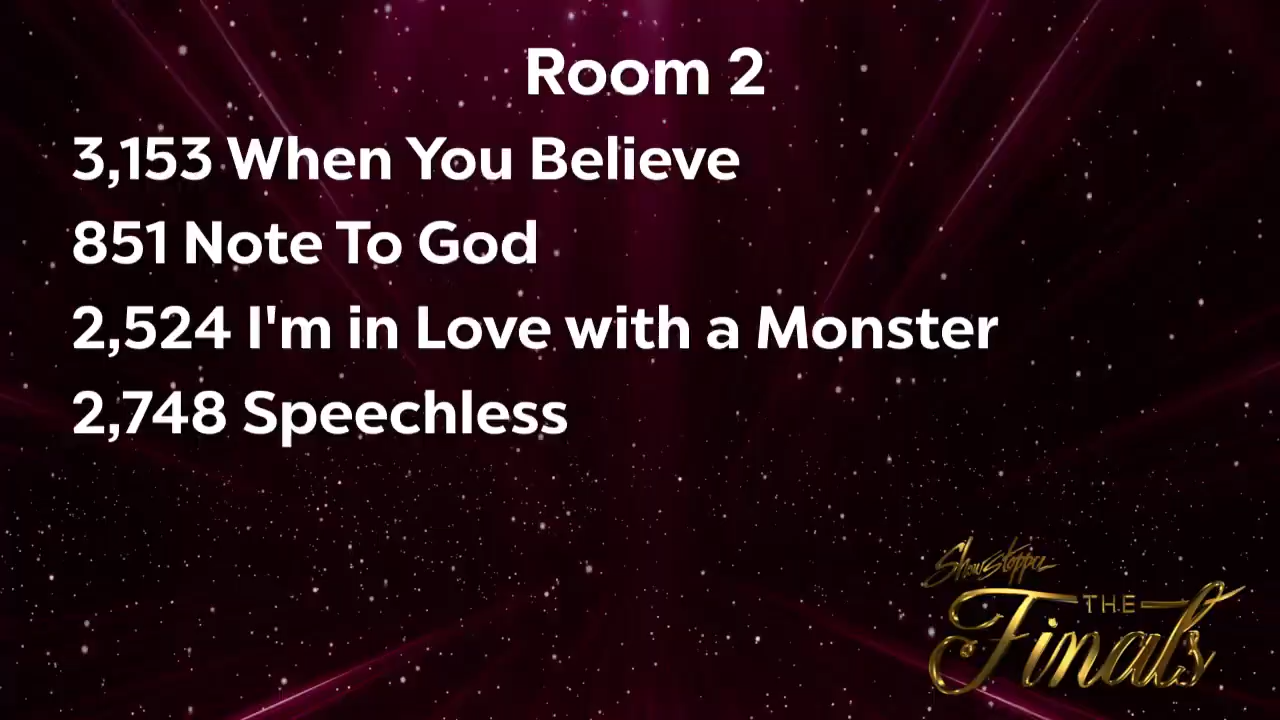 Room 2
3,153 When You Believe
851 Note To God
2,524 I'm in Love with a Monster
2,748 Speechless
Showstopper
THE
Finals